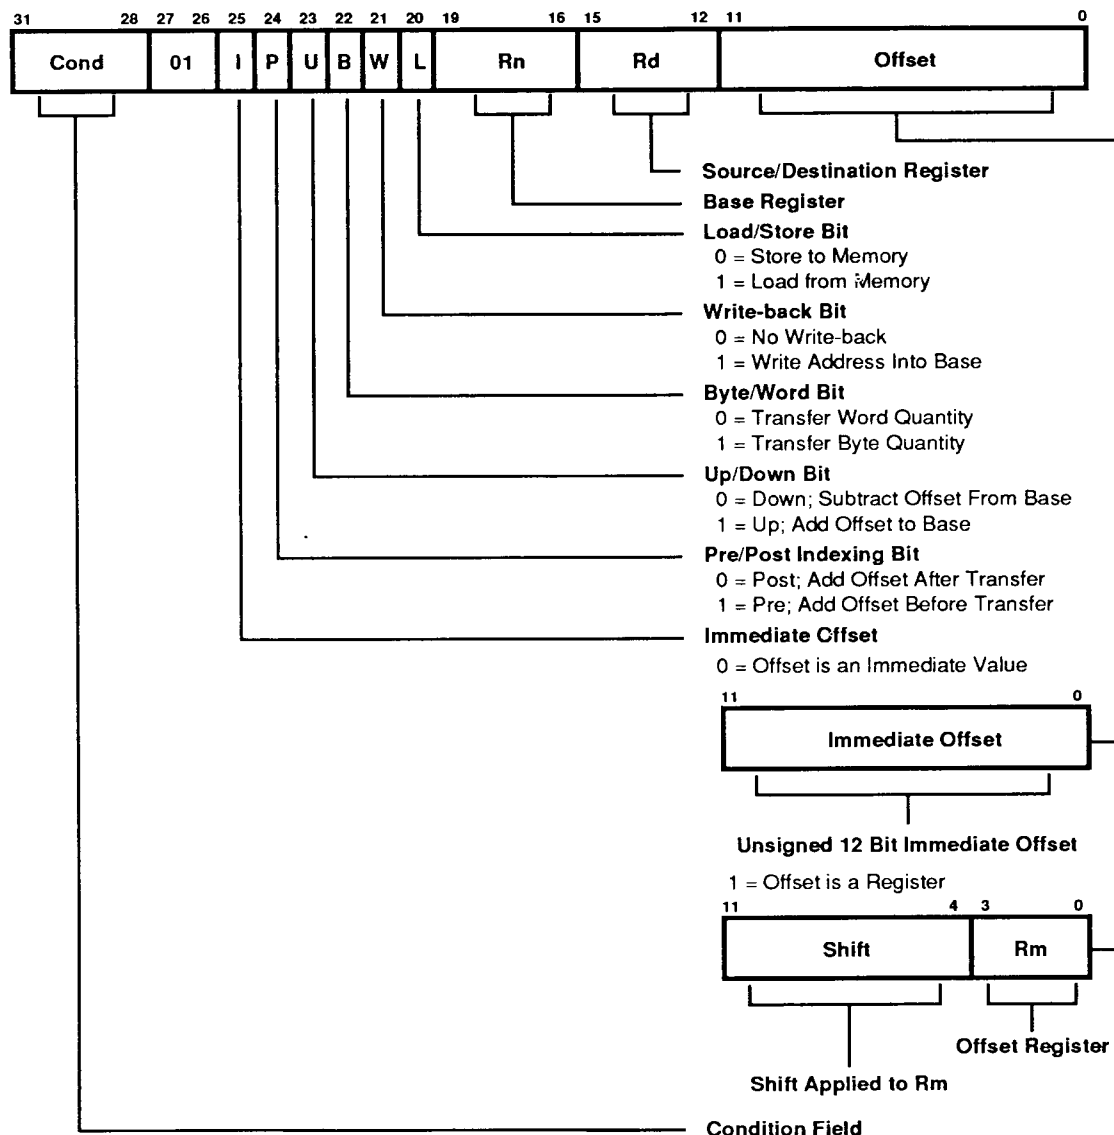 31 28 27 26 25 24 23 22 21 20 19 16 15 12 11 0
Cond 01 I P U B W L Rn Rd Offset
Source/Destination Register
Base Register
Load/Store Bit
0 = Store to Memory
1 = Load from Memory
Write-back Bit
0 = No Write-back
1 = Write Address Into Base
Byte/Word Bit
0 = Transfer Word Quantity
1 = Transfer Byte Quantity
Up/Down Bit
0 = Down; Subtract Offset From Base
1 = Up; Add Offset to Base
Pre/Post Indexing Bit
0 = Post; Add Offset After Transfer
1 = Pre; Add Offset Before Transfer
Immediate Cffset
0 = Offset is an Immediate Value
11 0
Immediate Offset
Unsigned 12 Bit Immediate Offset
1 = Offset is a Register
11 4 3 0
Shift Rm
Offset Register
Shift Applied to Rm
Condition Field